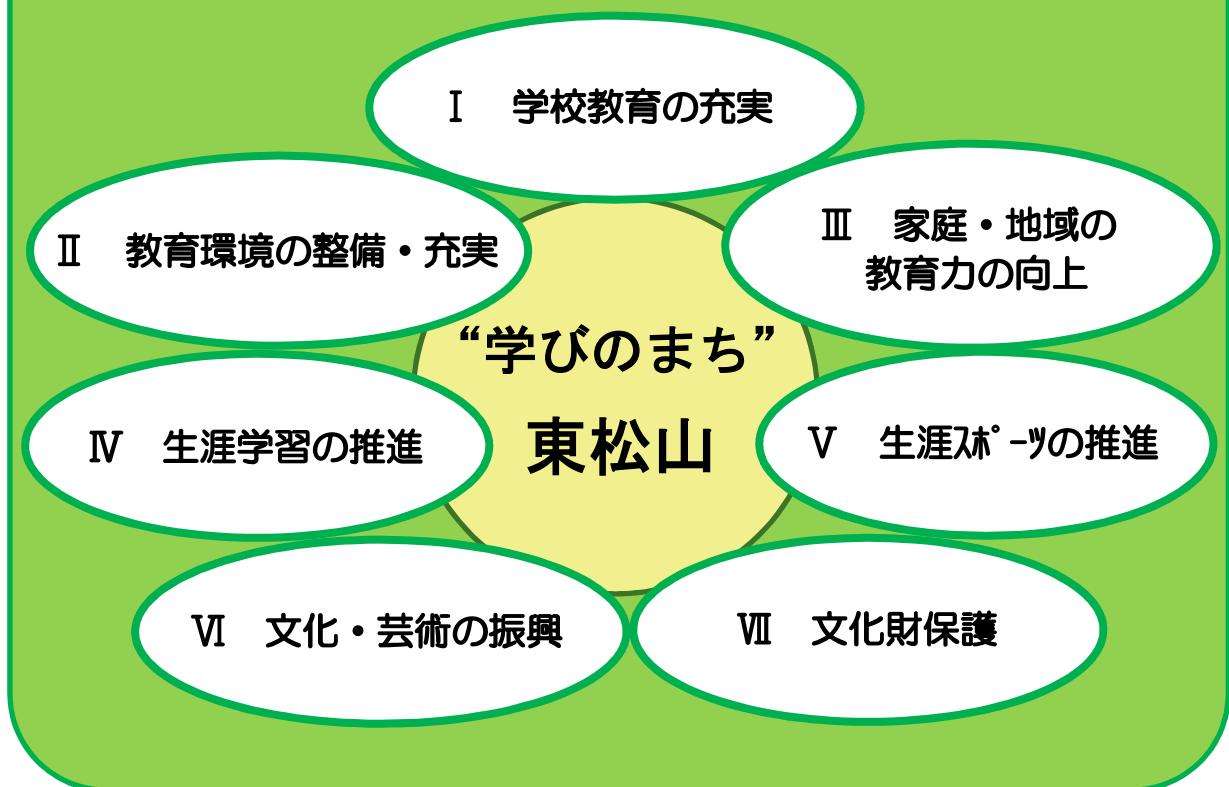 Ⅰ　学校教育の充実
Ⅱ　教育環境の整備・充実
Ⅲ　家庭・地域の
教育力の向上
“学びのまち”
東松山
Ⅳ　生涯学習の推進
Ⅴ　生涯ｽﾎﾟｰﾂの推進
Ⅵ　文化・芸術の振興
Ⅶ　文化財保護